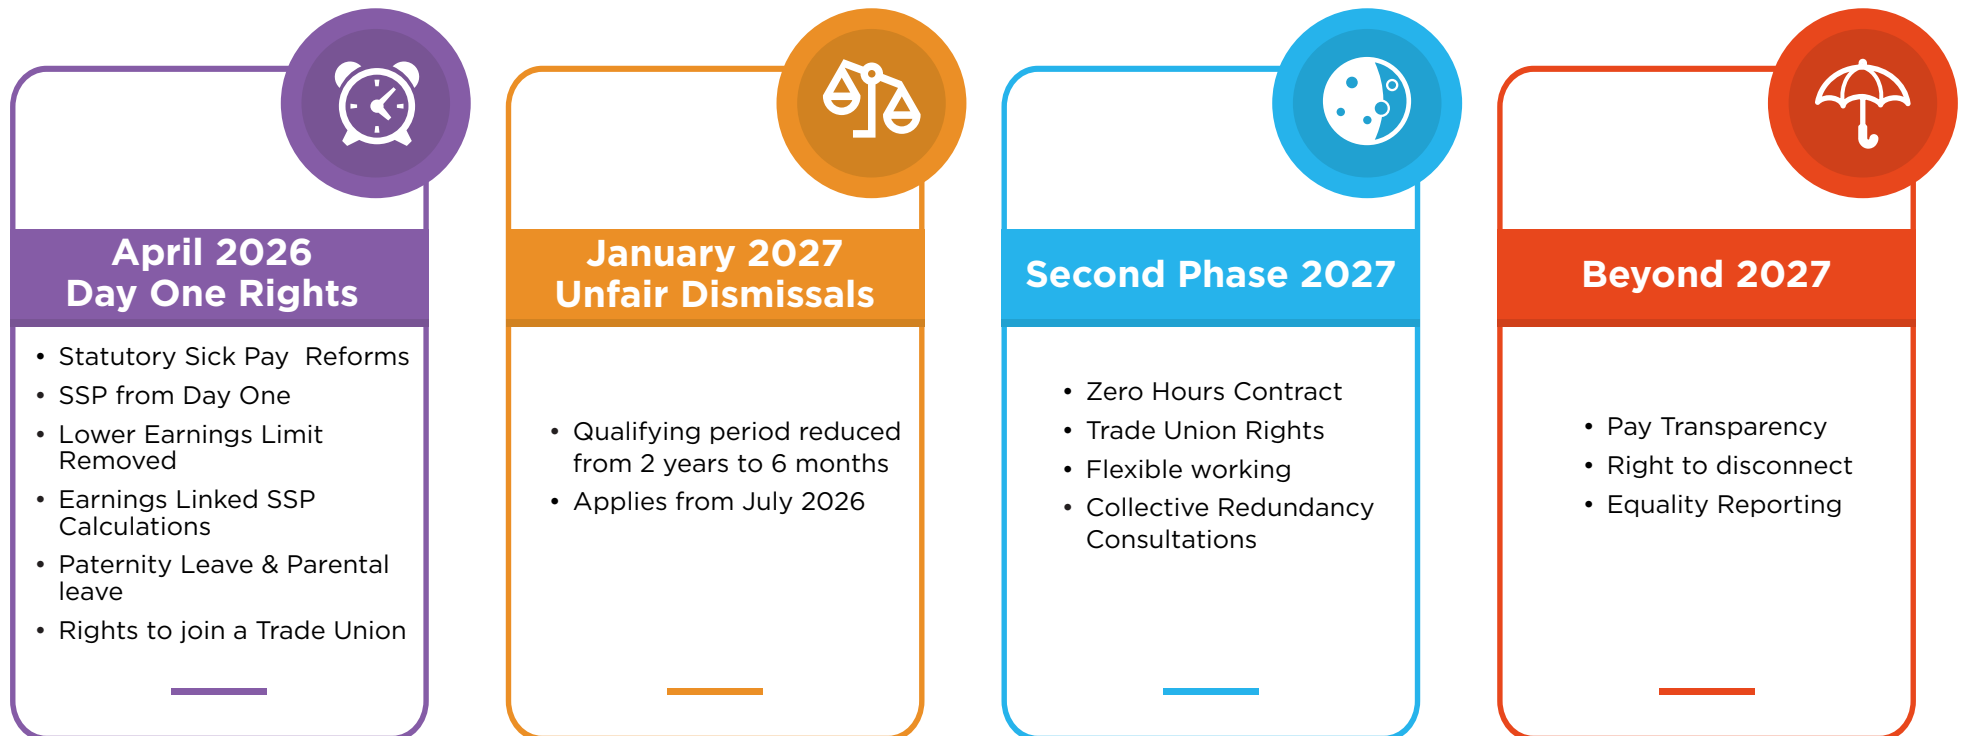 April 2026
Day One Rights
• Statutory Sick Pay  Reforms
• SSP from Day One
• Lower Earnings Limit
Removed
• Earnings Linked SSP
Calculations
• Paternity Leave & Parental
leave
• Rights to join a Trade Union
January 2027
Unfair Dismissals
• Qualifying period reduced
from 2 years to 6 months
• Applies from July 2026
Second Phase 2027
• Zero Hours Contract
• Trade Union Rights
• Flexible working
• Collective Redundancy
Consultations
Beyond 2027
• Pay Transparency
• Right to disconnect
• Equality Reporting